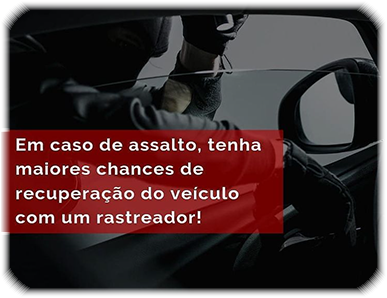 Em caso de assalto, tenha
maiores chances de
recuperação do veículo
com um rastreador!